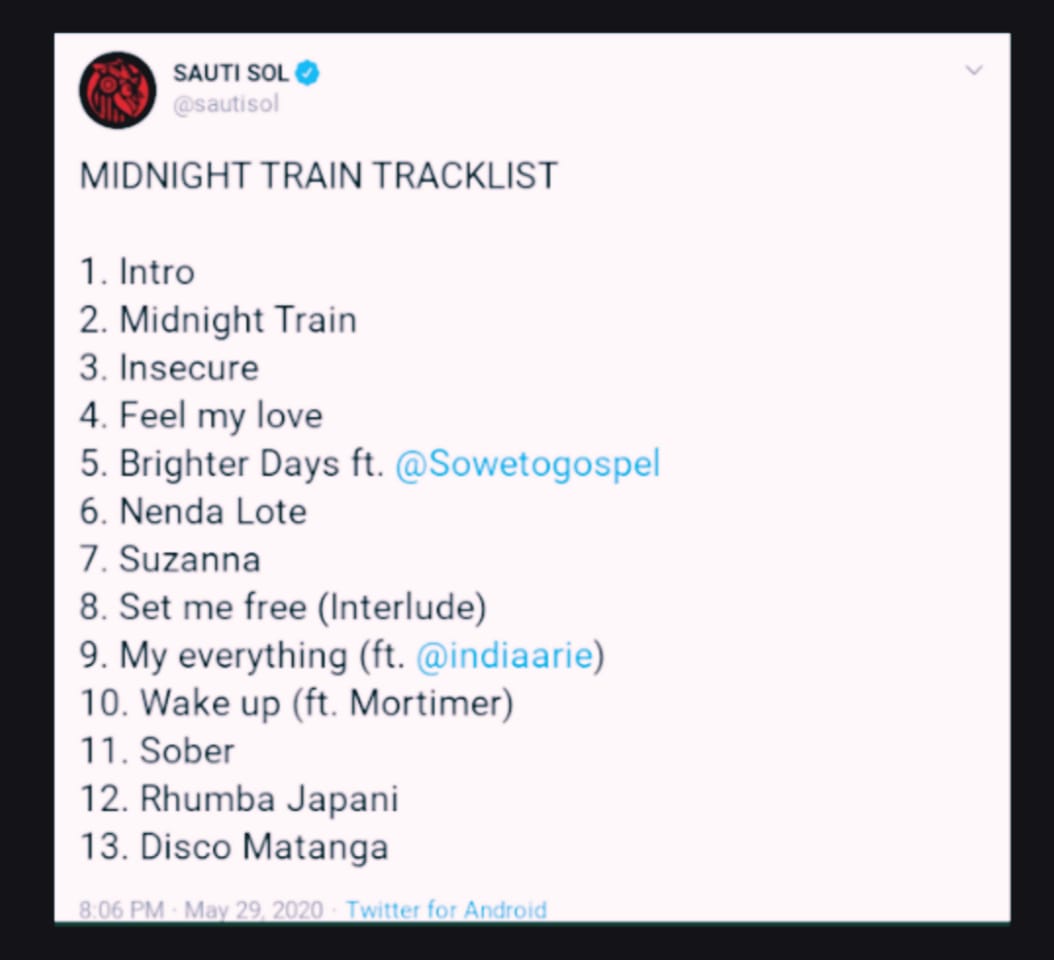 SAUTI SOL
@sautisol
MIDNIGHT TRAIN TRACKLIST
1. Intro
2. Midnight Train
3. Insecure
4. Feel my love
5. Brighter Days ft. @Sowetogospel
6. Nenda Lote
7. Suzanna
8. Set me free (Interlude)
9. My everything (ft. @indiaarie)
10. Wake up (ft. Mortimer)
11. Sober
12. Rhumba Japani
13. Disco Matanga
8:06 PM · May 29, 2020 · Twitter for Android